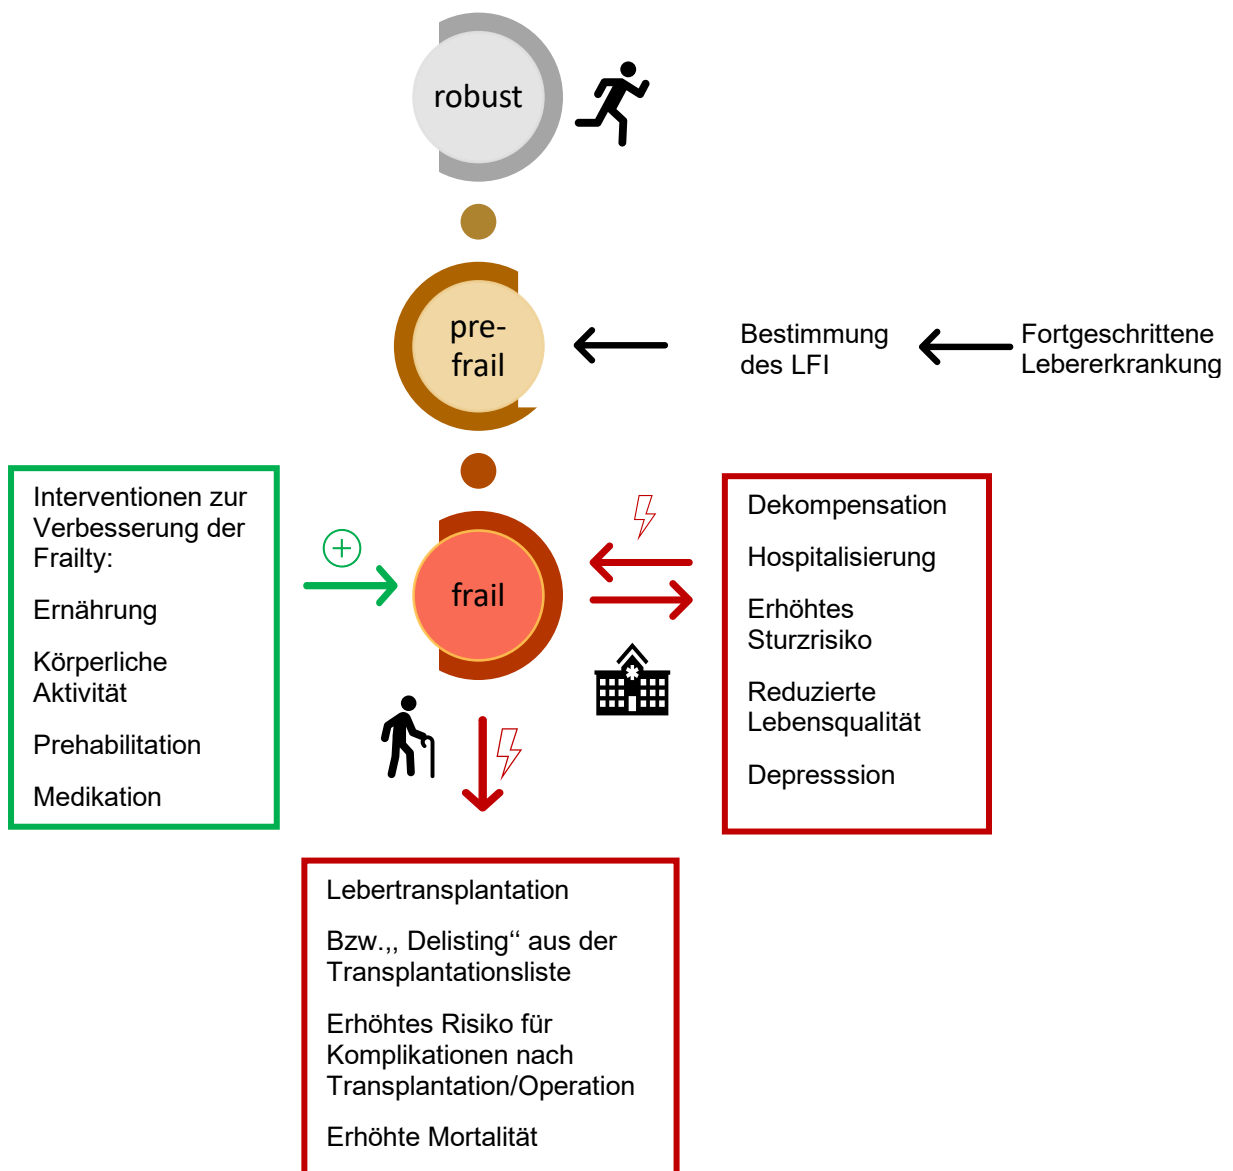 robust
pre-
frail
Bestimmung
des LFI
Fortgeschrittene
Lebererkrankung
Interventionen zur
Verbesserung der
Frailty:
Ernährung
Körperliche
Aktivität
Prehabilitation
Medikation
frail
Dekompensation
Hospitalisierung
Erhöhtes
Sturzrisiko
Reduzierte
Lebensqualität
Depresssion
Lebertransplantation
Bzw.,, Delisting‘‘ aus der
Transplantationsliste
Erhöhtes Risiko für
Komplikationen nach
Transplantation/Operation
Erhöhte Mortalität